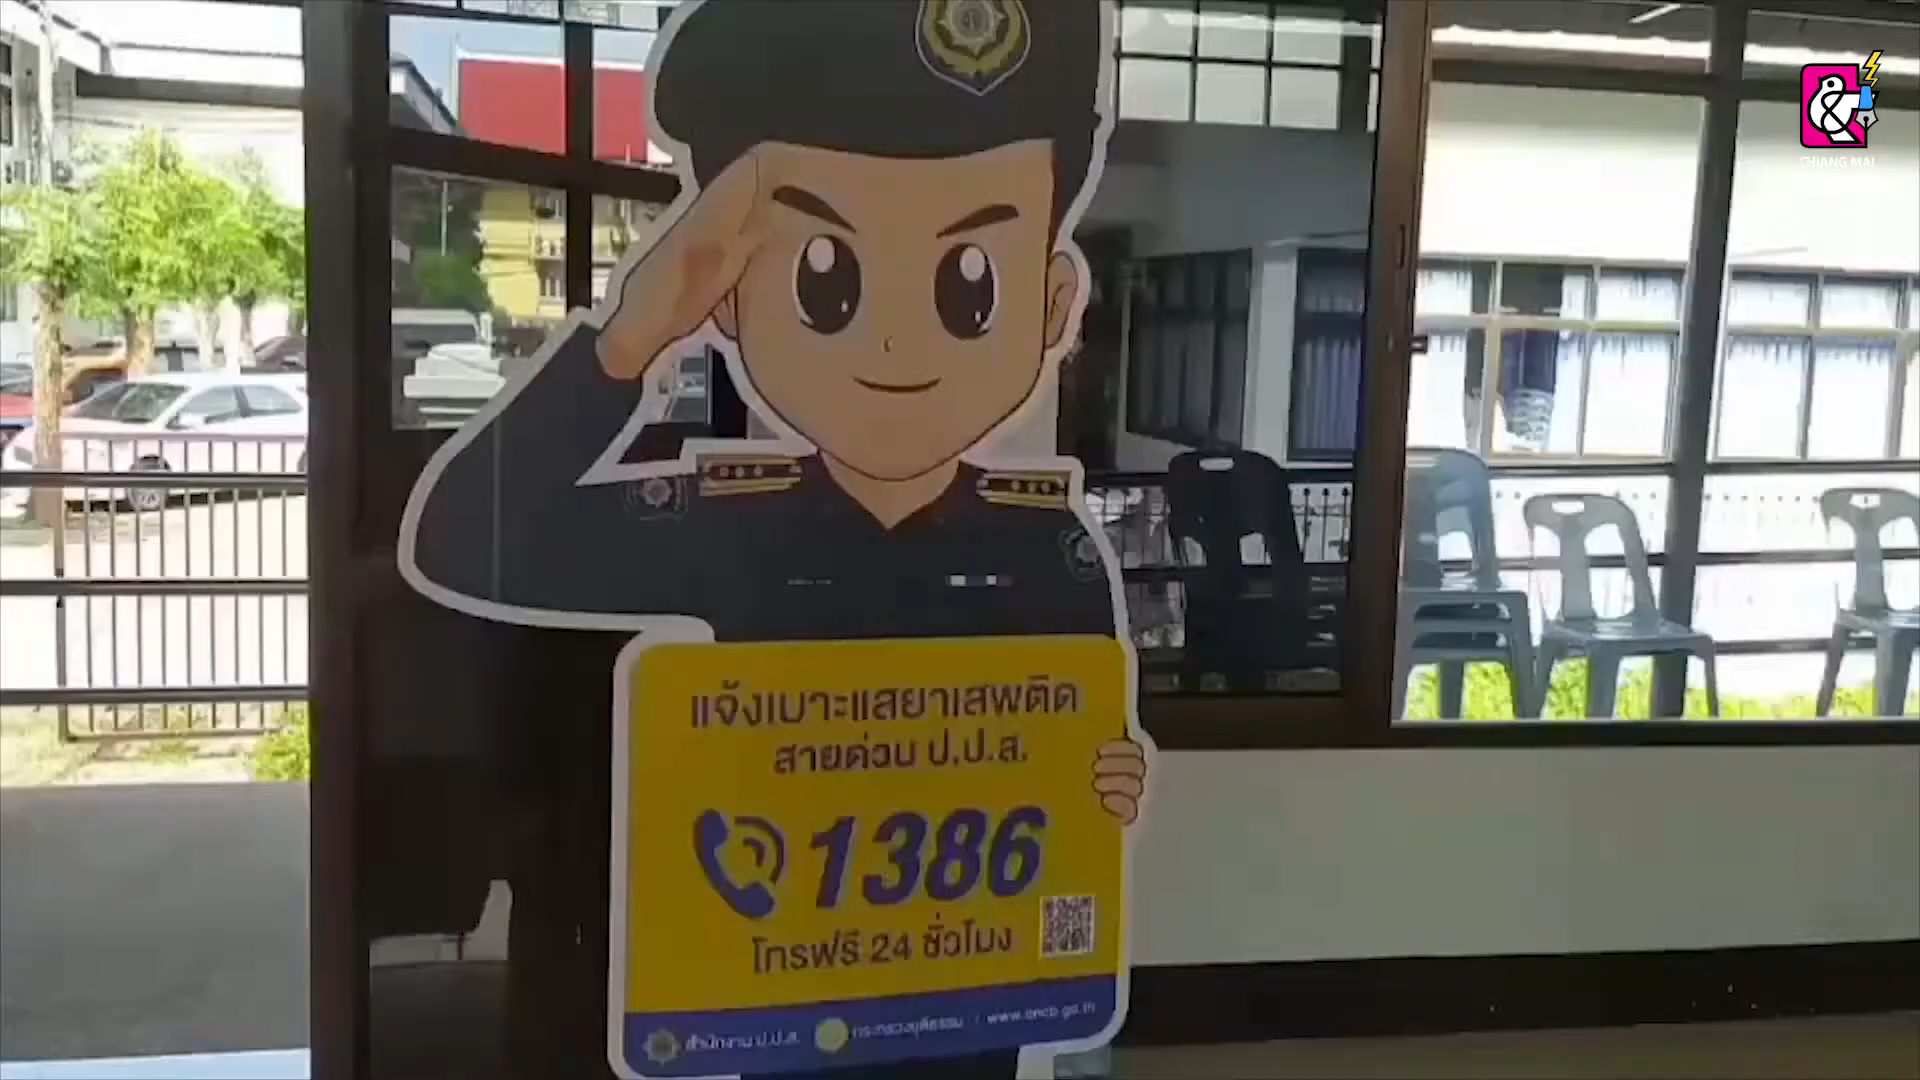 CHIANG MAI
แจ้งเบาะแสยาเสพติด
สายด่วน ป.ป.ส.
1386
โทรฟรี 24 ชั่วโมง
สำนักงาน ป.ป.ส. กระทรวงยุติธรรม www.oncb.go.th